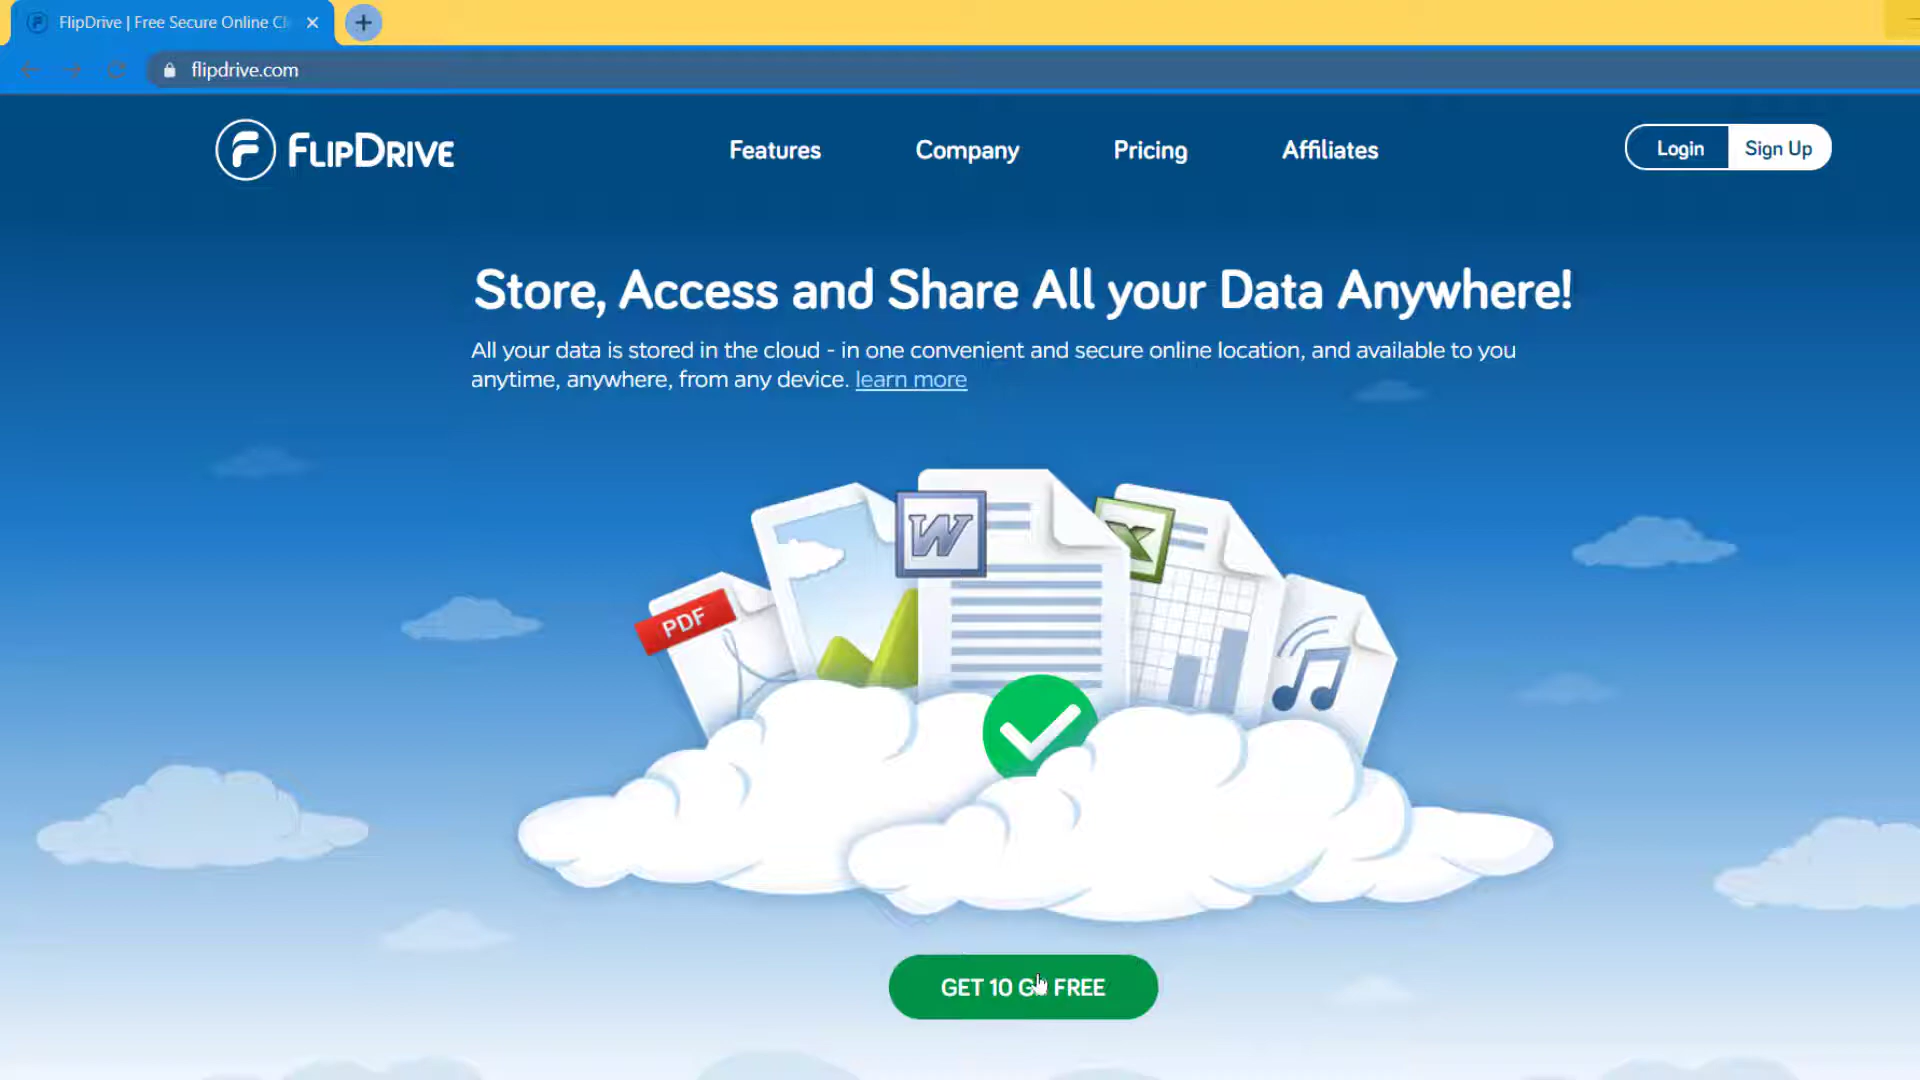 FlipDrive | Free Secure Online Cl
flipdrive.com
FLIPDRIVE
Features
Company
Pricing
Affiliates
Login
Sign Up
Store, Access and Share All your Data Anywhere!
All your data is stored in the cloud - in one convenient and secure online location, and available to you
anytime, anywhere, from any device. learn more
W
X
PDF
GET 10 G FREE